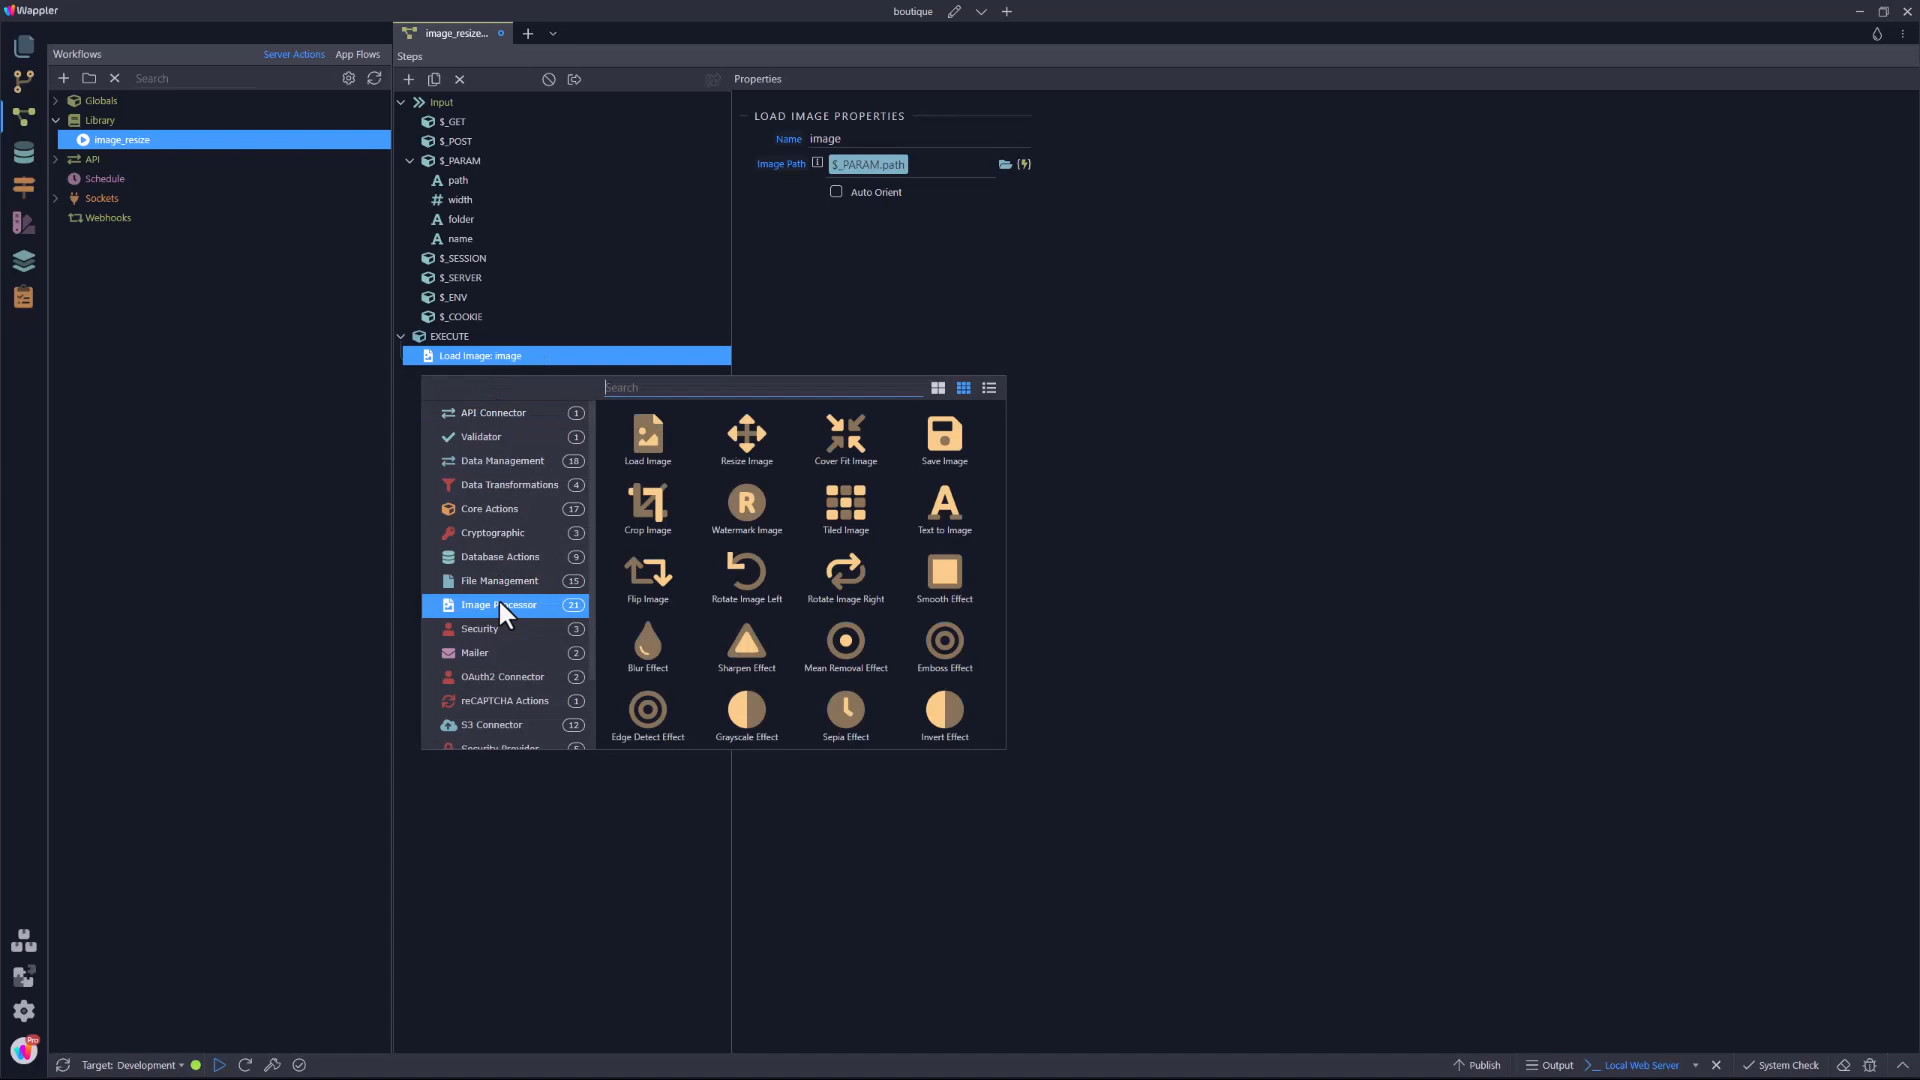 Wappler
boutique
image_resize...
Workflows
Server Actions
App Flows
Steps
Search
Properties
Globals
Library
image_resize
API
Schedule
Sockets
Webhooks
Input
$_GET
$_POST
$_PARAM
path
width
folder
name
$_SESSION
$_SERVER
$_ENV
$_COOKIE
EXECUTE
Load Image: image
LOAD IMAGE PROPERTIES
Name image
Image Path $_PARAM.path
Auto Orient
Search
API Connector 1
Validator 1
Data Management 18
Data Transformations 4
Core Actions 17
Cryptographic 3
Database Actions 9
File Management 15
Image Processor 21
Security 3
Mailer 2
OAuth2 Connector 2
reCAPTCHA Actions 1
S3 Connector 12
Security Provider 5
Load Image
Resize Image
Cover Fit Image
Save Image
Crop Image
R
Watermark Image
Tiled Image
Text to Image
Flip Image
Rotate Image Left
Rotate Image Right
Smooth Effect
Blur Effect
Sharpen Effect
Mean Removal Effect
Emboss Effect
Edge Detect Effect
Grayscale Effect
Sepia Effect
Invert Effect
Pro
Target: Development
Publish
Output
Local Web Server
System Check